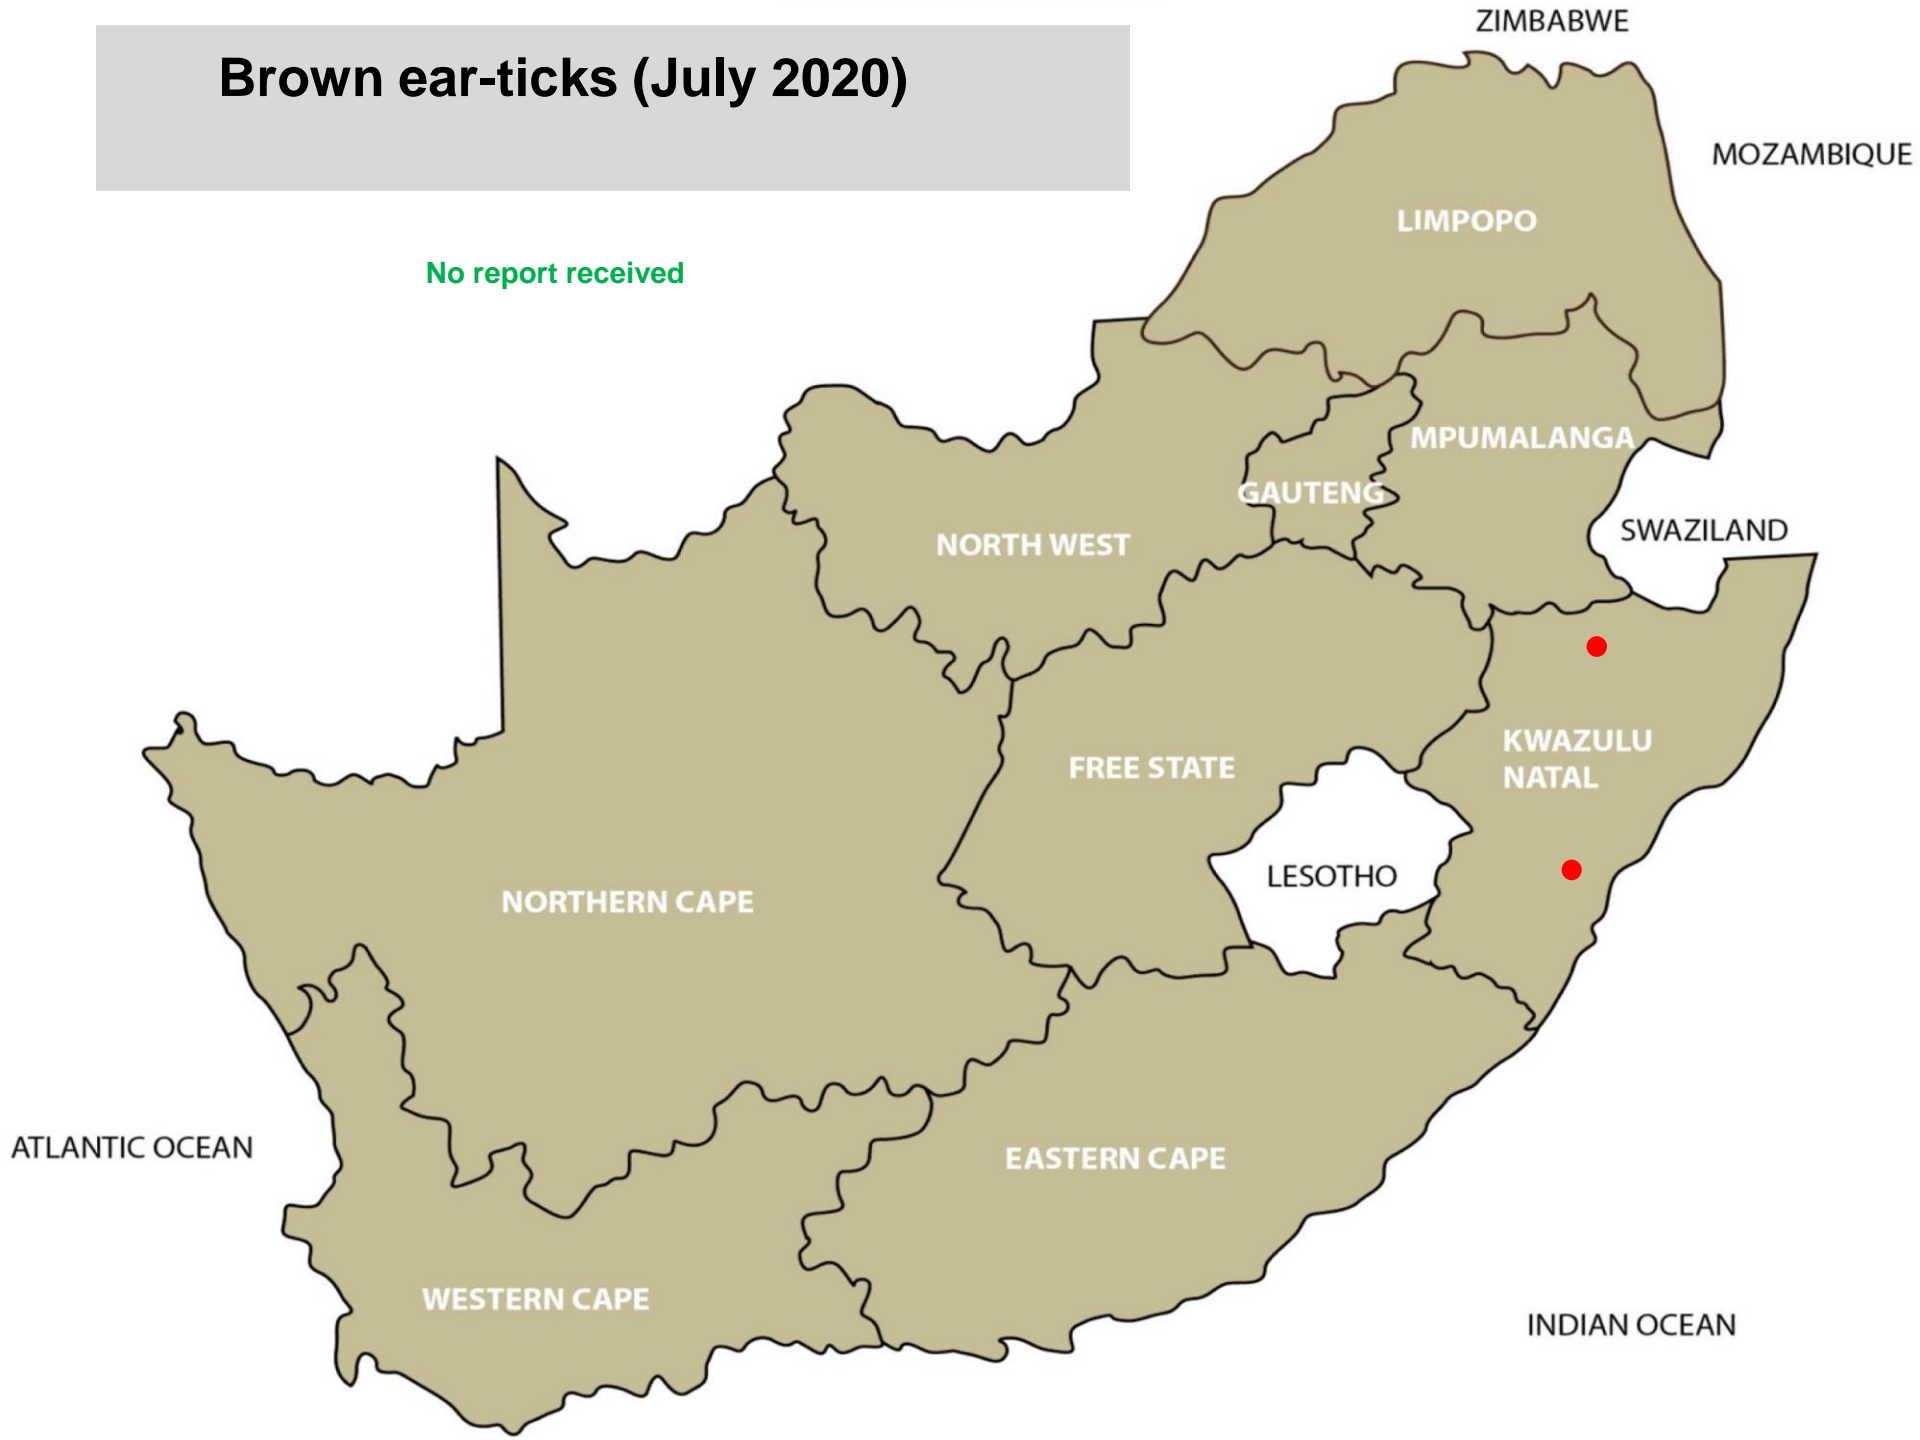 ZIMBABWE
Brown ear-ticks (July 2020)
MOZAMBIQUE
LIMPOPO
No report received
MPUMALANGA
GAUTENG
SWAZILAND
NORTH WEST
KWAZULU
NATAL
FREE STATE
LESOTHO
NORTHERN CAPE
ATLANTIC OCEAN
EASTERN CAPE
WESTERN CAPE
INDIAN OCEAN